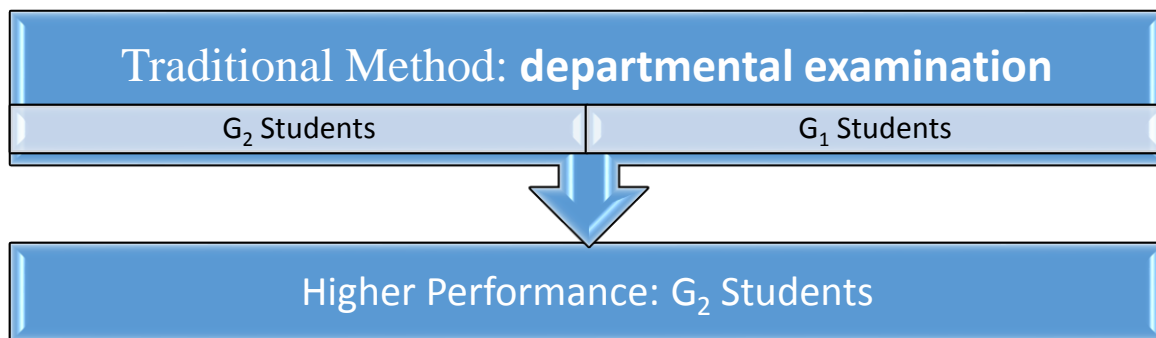 Traditional Method: departmental examination
G₂ Students
G₁ Students
Higher Performance: G₂ Students